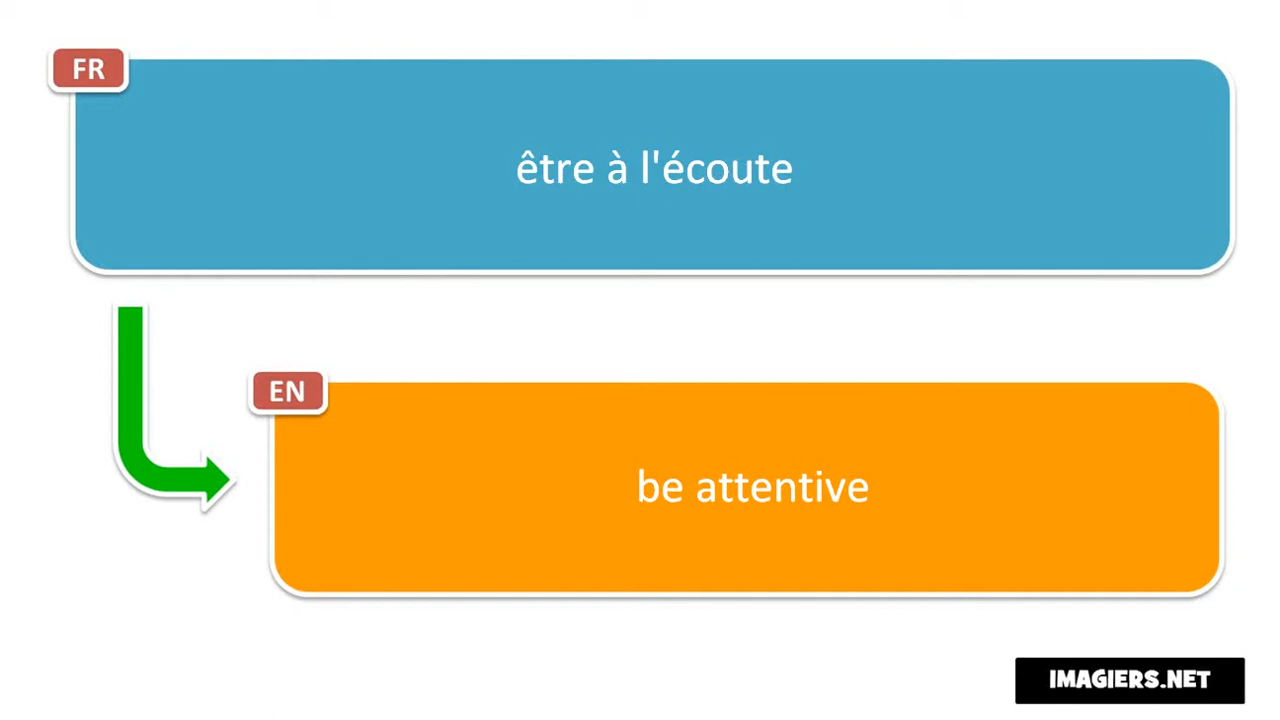 FR
être à l'écoute
EN
be attentive
IMAGIERS.NET